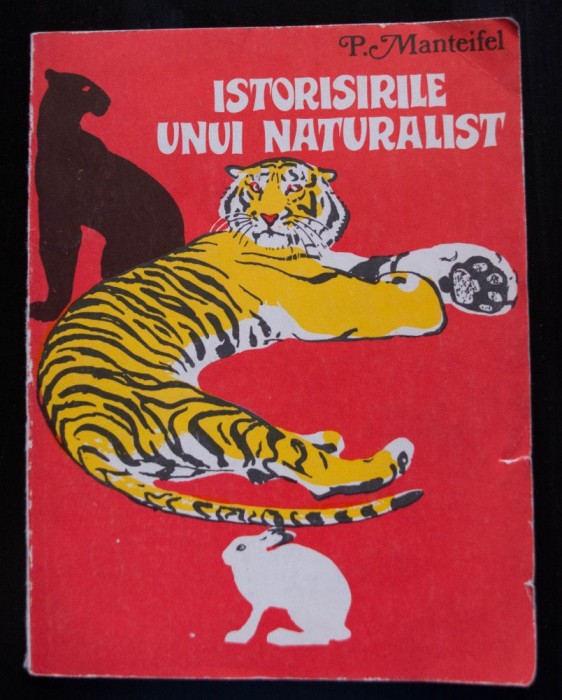 P. Manteifel
ISTORISIRILE
UNUI NATURALIST